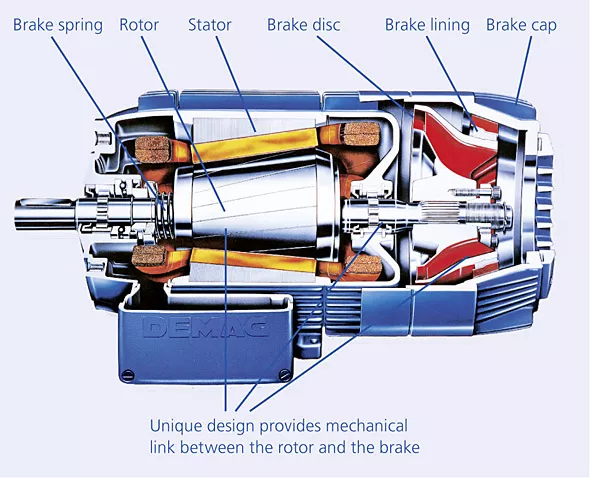 Brake spring Rotor Stator Brake disc Brake lining Brake cap
DEMAG
Unique design provides mechanical
link between the rotor and the brake